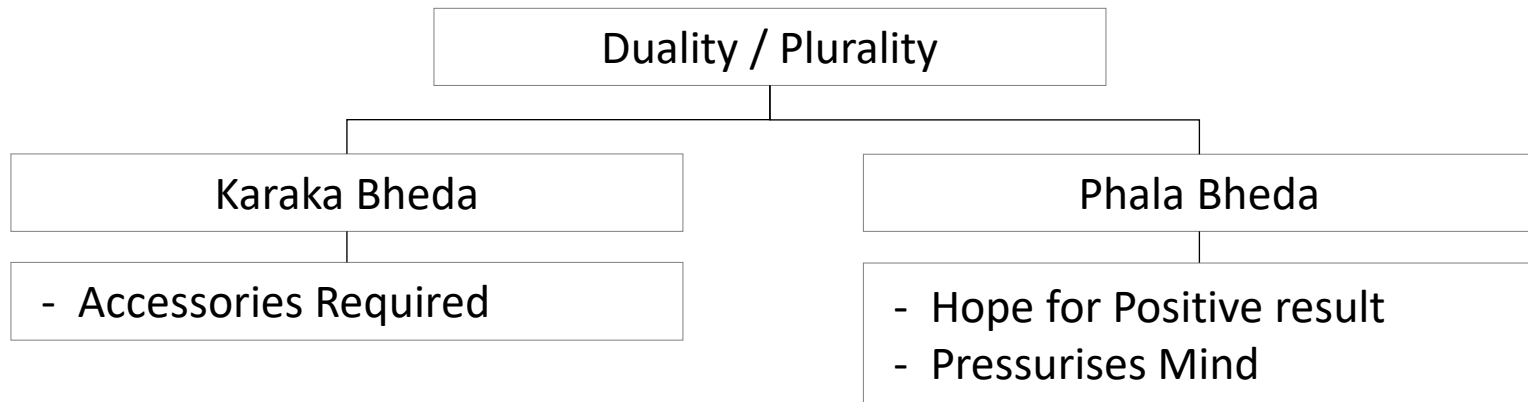 Duality / Plurality
Karaka Bheda
- Accessories Required
Phala Bheda
- Hope for Positive result
- Pressurises Mind